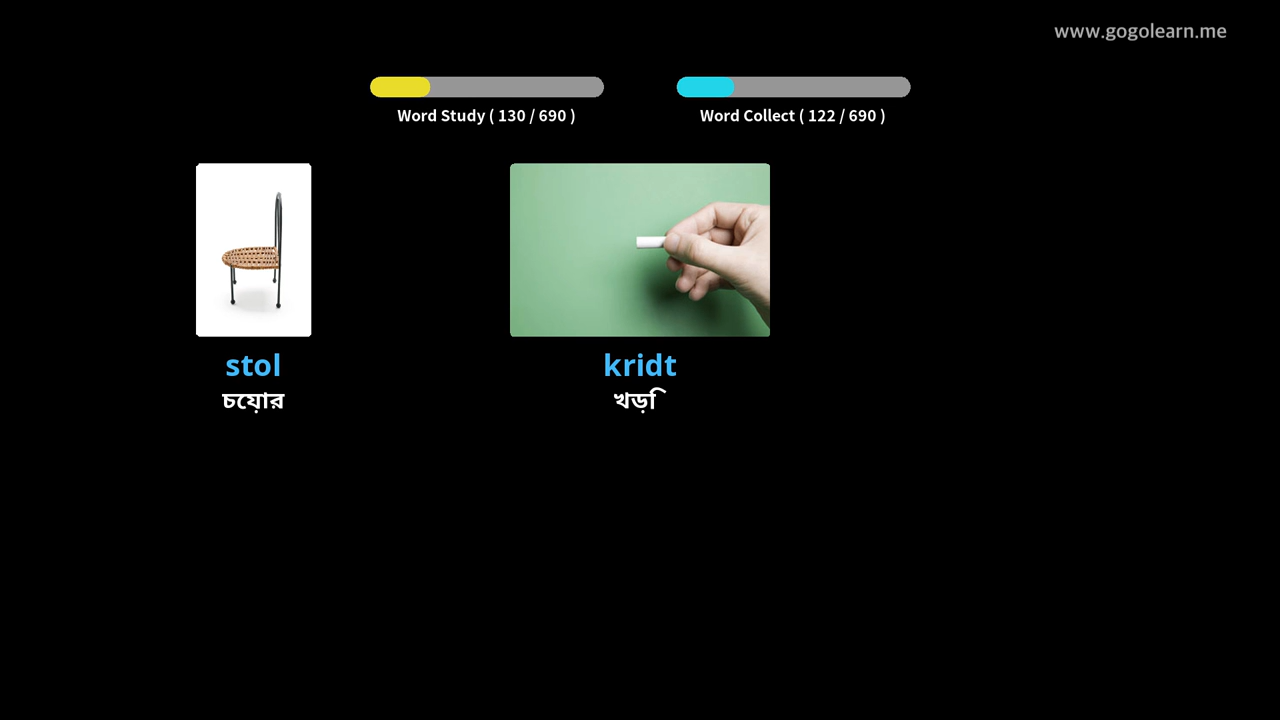 www.gogolearn.me
Word Study ( 130 / 690 )
Word Collect ( 122 / 690 )
stol
চেয়ার
kridt
খড়ি